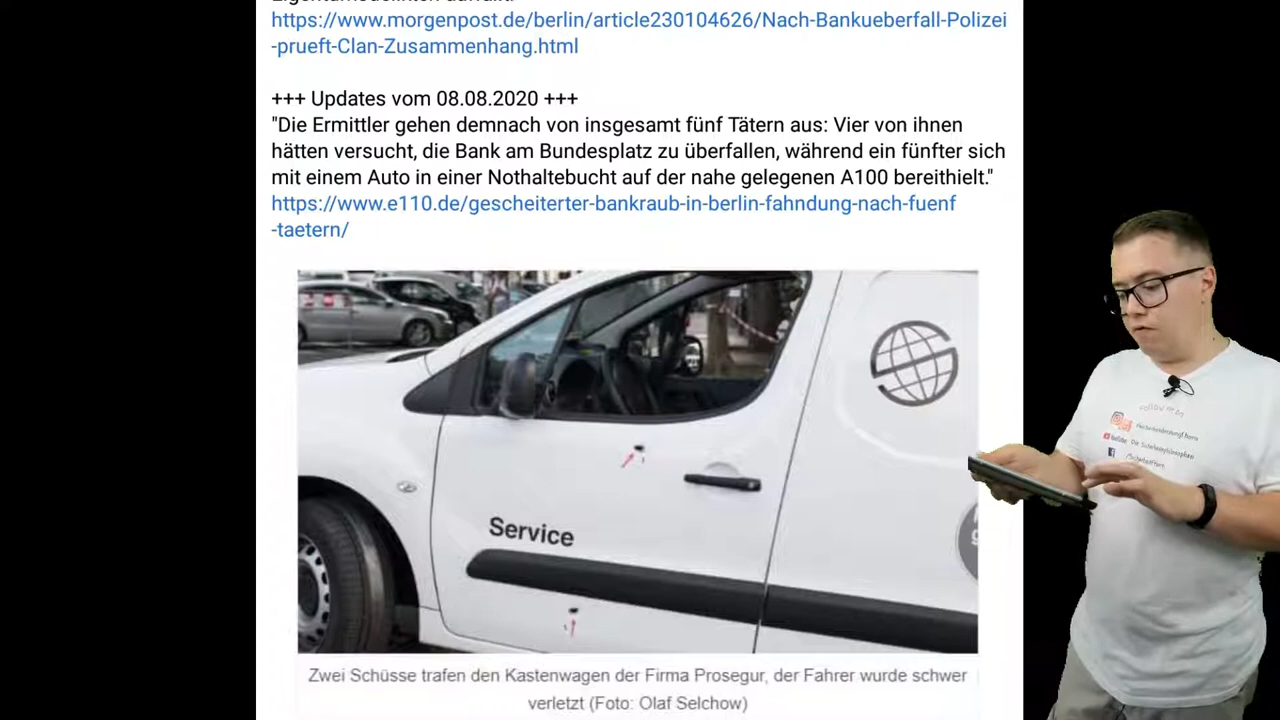 https://www.morgenpost.de/berlin/article230104626/Nach-Bankueberfall-Polizei
-prueft-Clan-Zusammenhang.html
+++ Updates vom 08.08.2020 +++
"Die Ermittler gehen demnach von insgesamt fünf Tätern aus: Vier von ihnen
hätten versucht, die Bank am Bundesplatz zu überfallen, während ein fünfter sich
mit einem Auto in einer Nothaltebucht auf der nahe gelegenen A100 bereithielt."
https://www.e110.de/gescheiterter-bankraub-in-berlin-fahndung-nach-fuenf
-taetern/
Service
Zwei Schüsse trafen den Kastenwagen der Firma Prosegur, der Fahrer wurde schwer
verletzt (Foto: Olaf Selchow)
YouTube